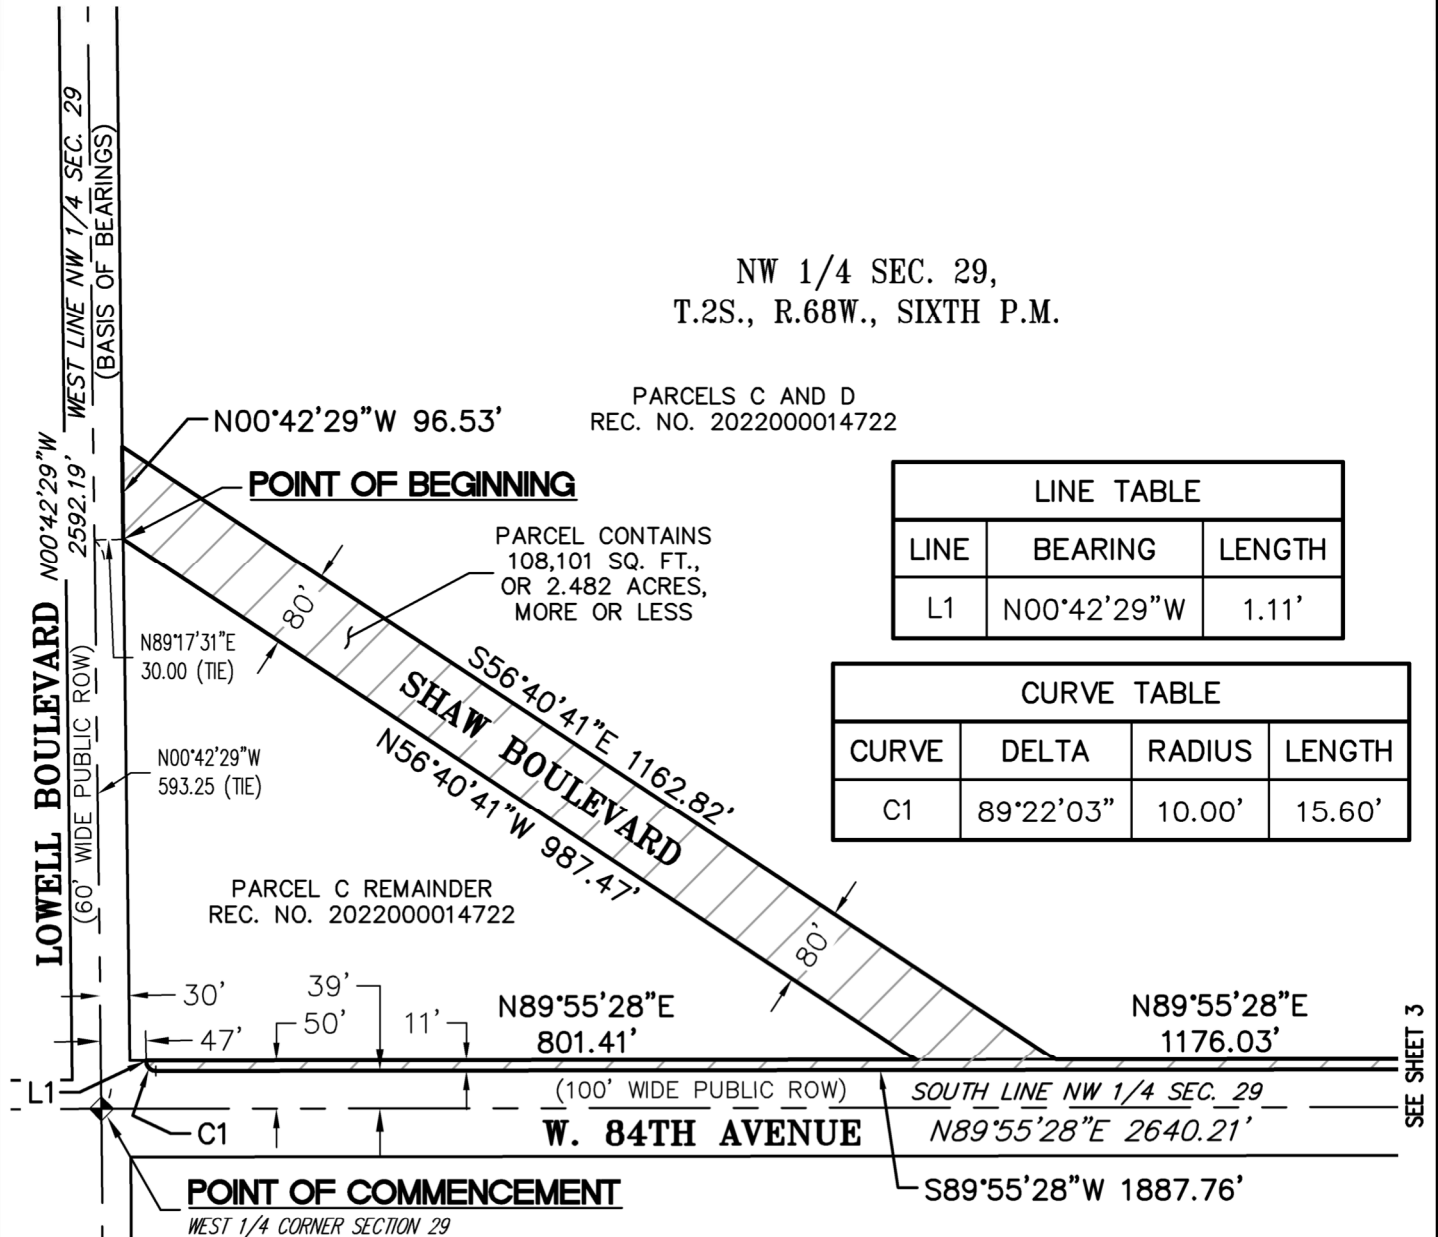 WEST LINE NW 1/4 SEC. 29
(BASIS OF BEARINGS)
N00°42'29"W
2592.19'
NW 1/4 SEC. 29,
T.2S., R.68W., SIXTH P.M.
PARCELS C AND D
REC. NO. 2022000014722
N00°42'29"W 96.53'
POINT OF BEGINNING
PARCEL CONTAINS
108,101 SQ. FT.,
OR 2.482 ACRES,
MORE OR LESS
LINE TABLE
LINE BEARING LENGTH
L1 N00°42'29"W 1.11'
CURVE TABLE
CURVE DELTA RADIUS LENGTH
C1 89°22'03" 10.00' 15.60'
80'
N89°17'31"E
30.00 (TIE)
LOWELL BOULEVARD
(60' WIDE PUBLIC ROW)
N00°42'29"W
593.25 (TIE)
S56°40'41"E 1162.82'
SHAW BOULEVARD
N56°40'41"W 987.47'
PARCEL C REMAINDER
REC. NO. 2022000014722
80'
30'
39'
47'
50'
11'
N89°55'28"E
801.41'
N89°55'28"E
1176.03'
SEE SHEET 3
L1
(100' WIDE PUBLIC ROW)
SOUTH LINE NW 1/4 SEC. 29
C1
W. 84TH AVENUE
N89°55'28"E 2640.21'
POINT OF COMMENCEMENT
WEST 1/4 CORNER SECTION 29
S89°55'28"W 1887.76'